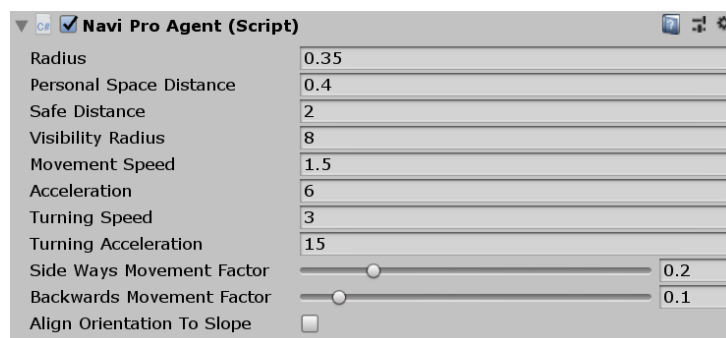 C# Navi Pro Agent (Script)
Radius 0.35
Personal Space Distance 0.4
Safe Distance 2
Visibility Radius 8
Movement Speed 1.5
Acceleration 6
Turning Speed 3
Turning Acceleration 15
Side Ways Movement Factor 0.2
Backwards Movement Factor 0.1
Align Orientation To Slope